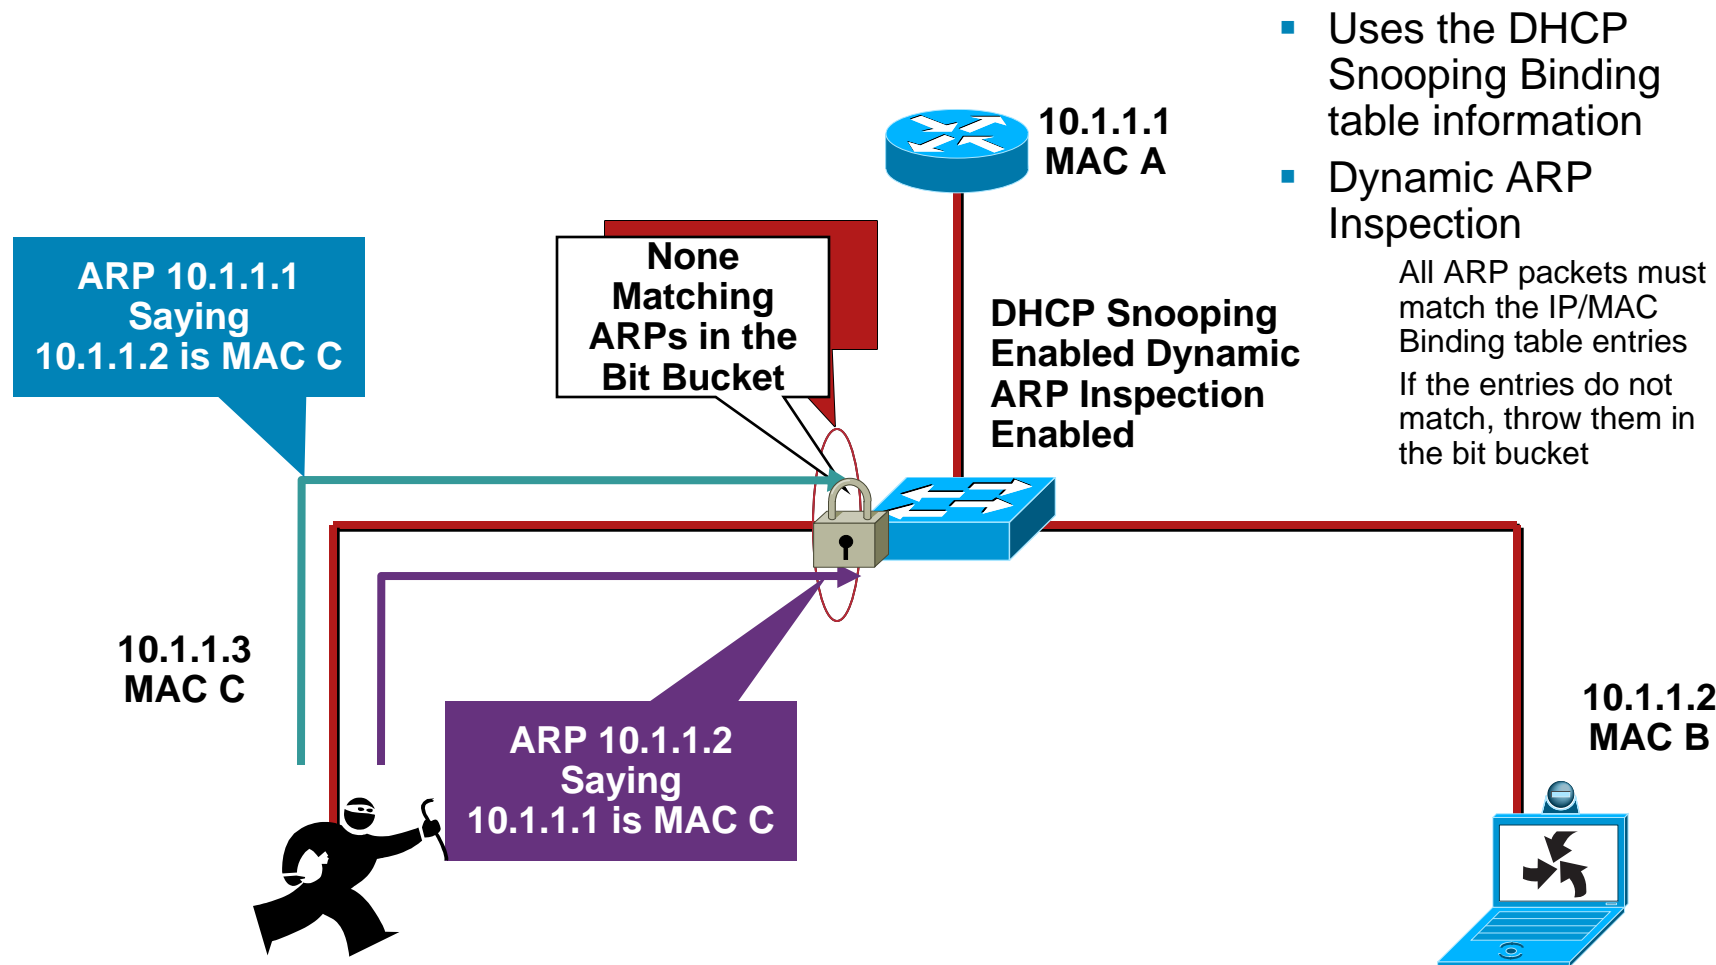 Uses the DHCP
Snooping Binding
table information
Dynamic ARP
Inspection
All ARP packets must
match the IP/MAC
Binding table entries
If the entries do not
match, throw them in
the bit bucket
10.1.1.1
MAC A
None
Matching
ARPs in the
Bit Bucket
ARP 10.1.1.1
Saying
10.1.1.2 is MAC C
DHCP Snooping
Enabled Dynamic
ARP Inspection
Enabled
10.1.1.3
MAC C
ARP 10.1.1.2
Saying
10.1.1.1 is MAC C
10.1.1.2
MAC B